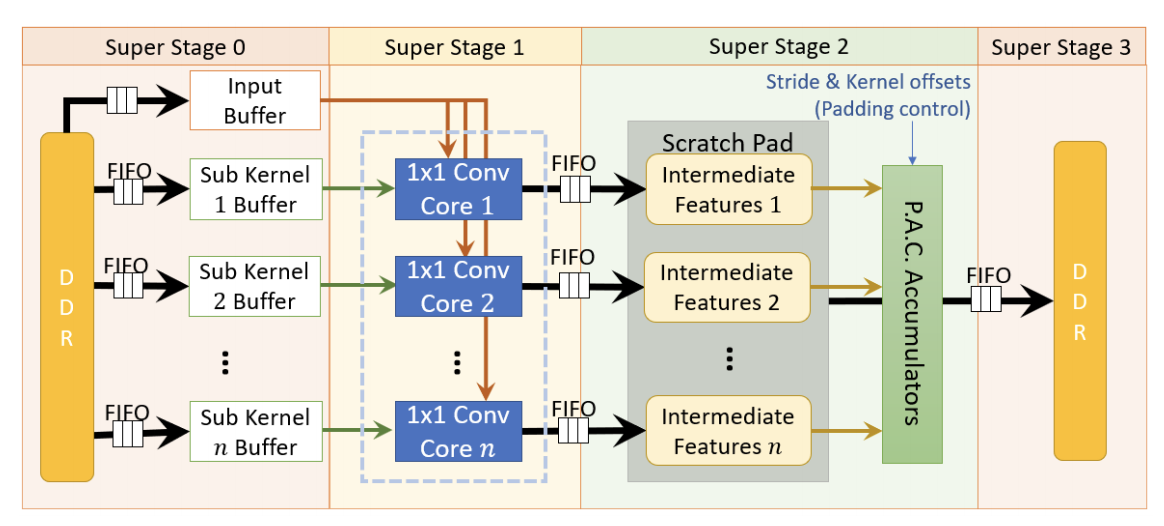 Super Stage 0
Super Stage 1
Super Stage 2
Super Stage 3
Input
Buffer
Stride & Kernel offsets
(Padding control)
D
D
R
FIFO
Sub Kernel
1 Buffer
1x1 Conv
Core 1
FIFO
Scratch Pad
Intermediate
Features 1
FIFO
Sub Kernel
2 Buffer
1x1 Conv
Core 2
FIFO
Intermediate
Features 2
P.A.C. Accumulators
FIFO
D
D
R
⋮
⋮
⋮
FIFO
Sub Kernel
n Buffer
1x1 Conv
Core n
FIFO
Intermediate
Features n